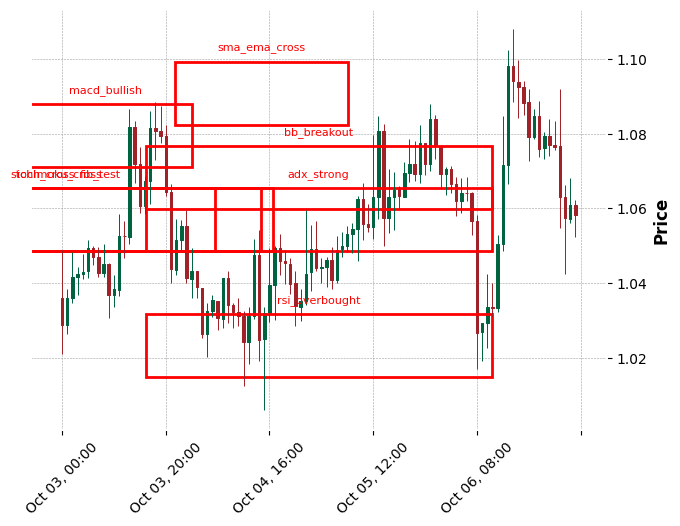 sma_ema_cross
macd_bullish
bb_breakout
adx_strong
rsi_overbought
1.10
1.08
1.06
1.04
1.02
Price
Oct 03, 00:00
Oct 03, 20:00
Oct 04, 16:00
Oct 05, 12:00
Oct 06, 08:00